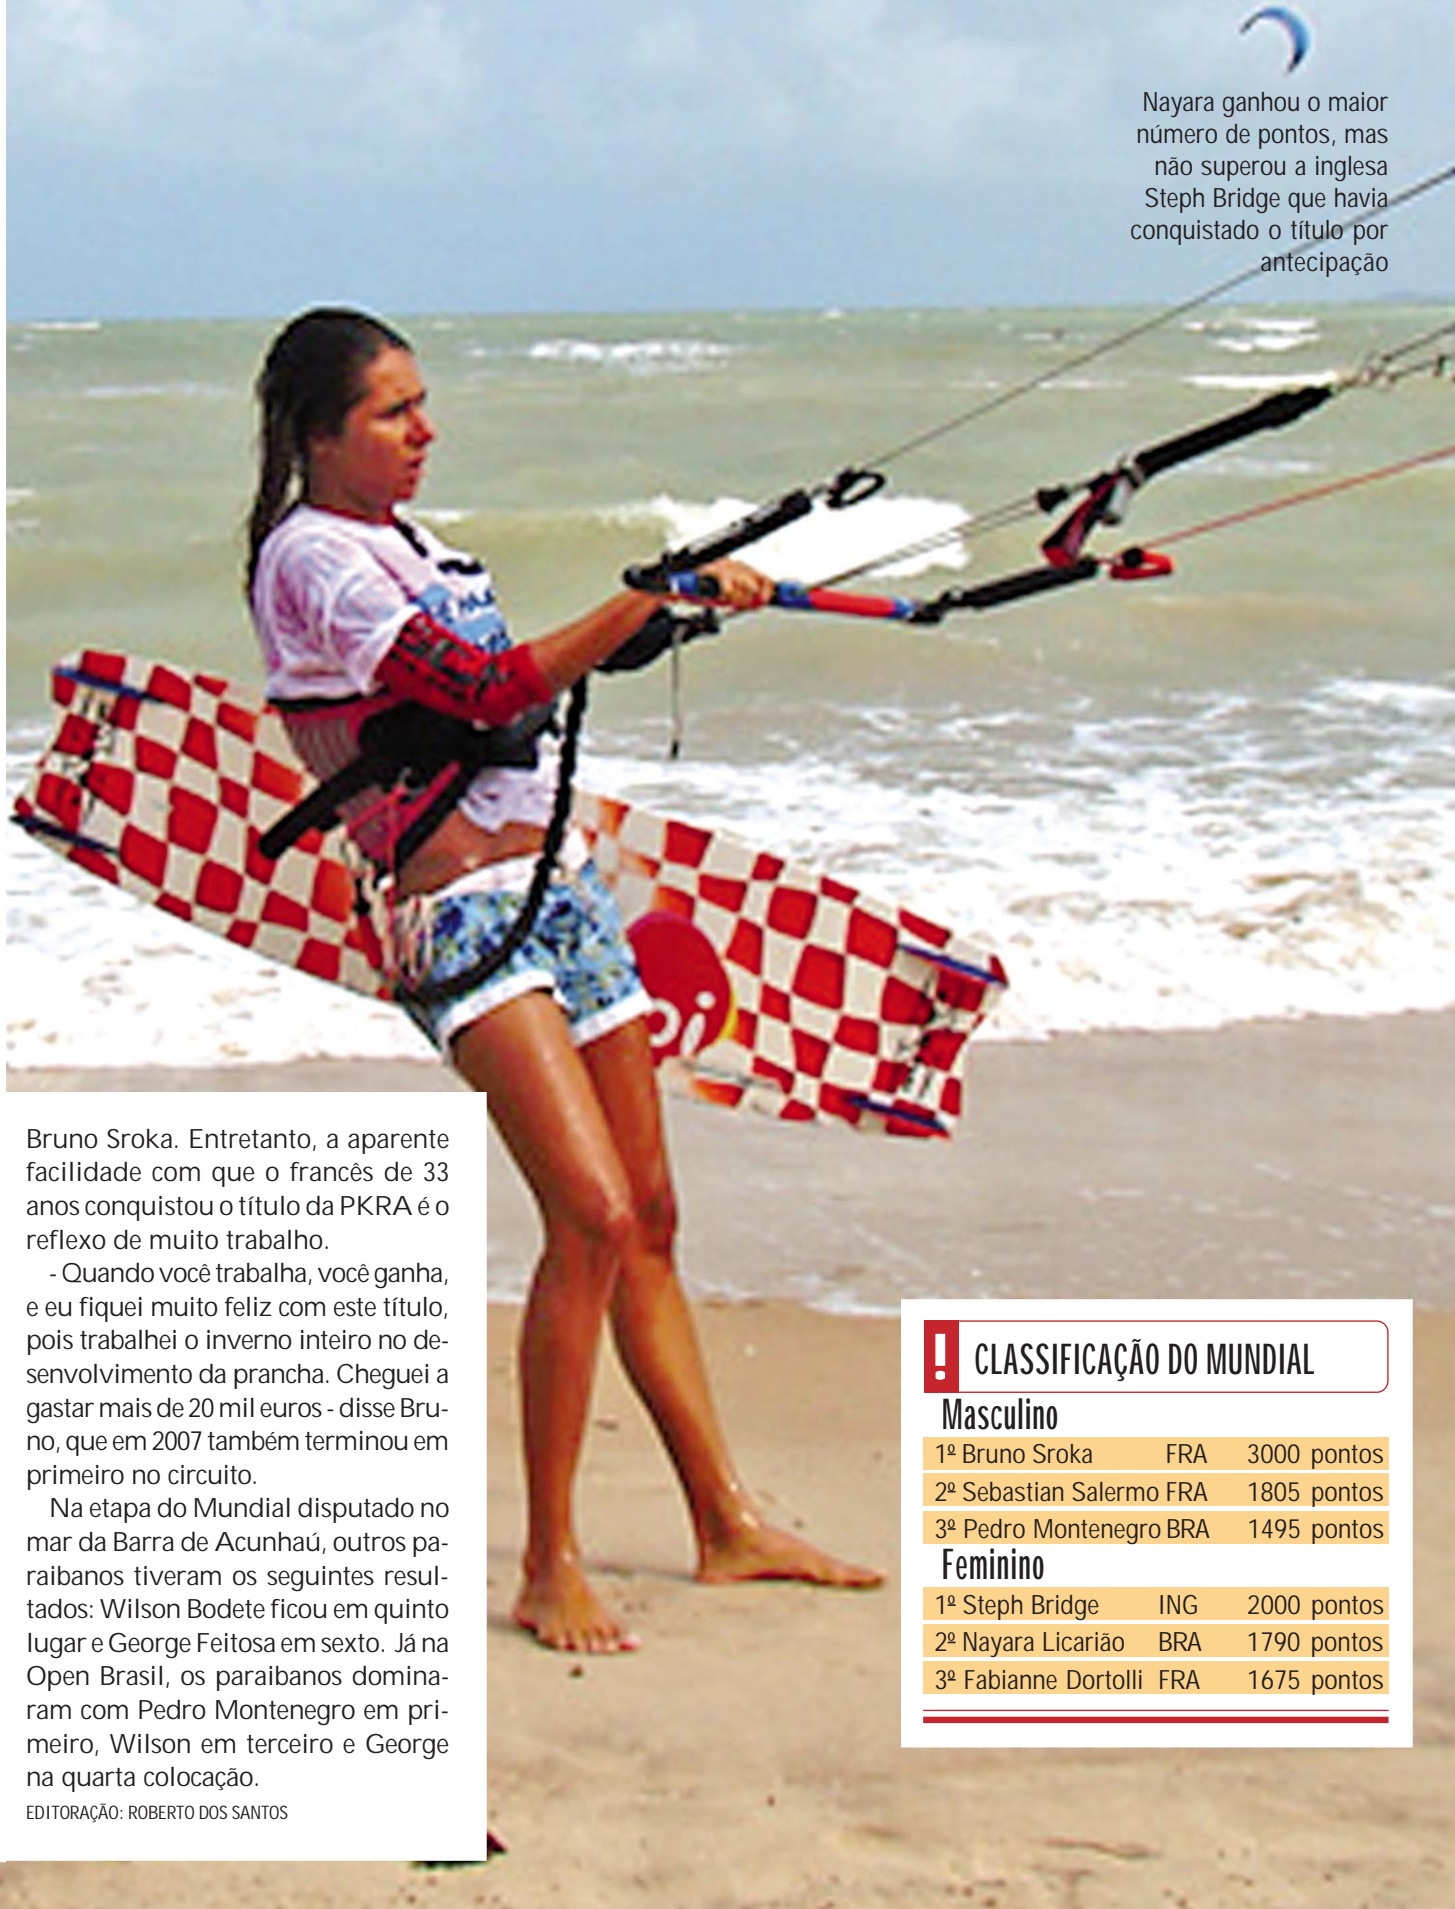 Nayara ganhou o maior
número de pontos, mas
não superou a inglesa
Steph Bridge que havia
conquistado o título por
antecipação
pi
Bruno Sroka. Entretanto, a aparente
facilidade com que o francês de 33
anos conquistou o título da PKRA é o
reflexo de muito trabalho.
- Quando você trabalha, você ganha,
e eu fiquei muito feliz com este título,
pois trabalhei o inverno inteiro no de-
senvolvimento da prancha. Cheguei a
gastar mais de 20 mil euros - disse Bru-
no, que em 2007 também terminou em
primeiro no circuito.
Na etapa do Mundial disputado no
mar da Barra de Acunhaú, outros pa-
raibanos tiveram os seguintes resul-
tados: Wilson Bodete ficou em quinto
lugar e George Feitosa em sexto. Já na
Open Brasil, os paraibanos domina-
ram com Pedro Montenegro em pri-
meiro, Wilson em terceiro e George
na quarta colocação.
EDITORAÇÃO: ROBERTO DOS SANTOS
! CLASSIFICAÇÃO DO MUNDIAL
Masculino
1º Bruno Sroka FRA 3000 pontos
2º Sebastian Salermo FRA 1805 pontos
3º Pedro Montenegro BRA 1495 pontos
Feminino
1º Steph Bridge ING 2000 pontos
2º Nayara Licarião BRA 1790 pontos
3º Fabianne Dortolli FRA 1675 pontos